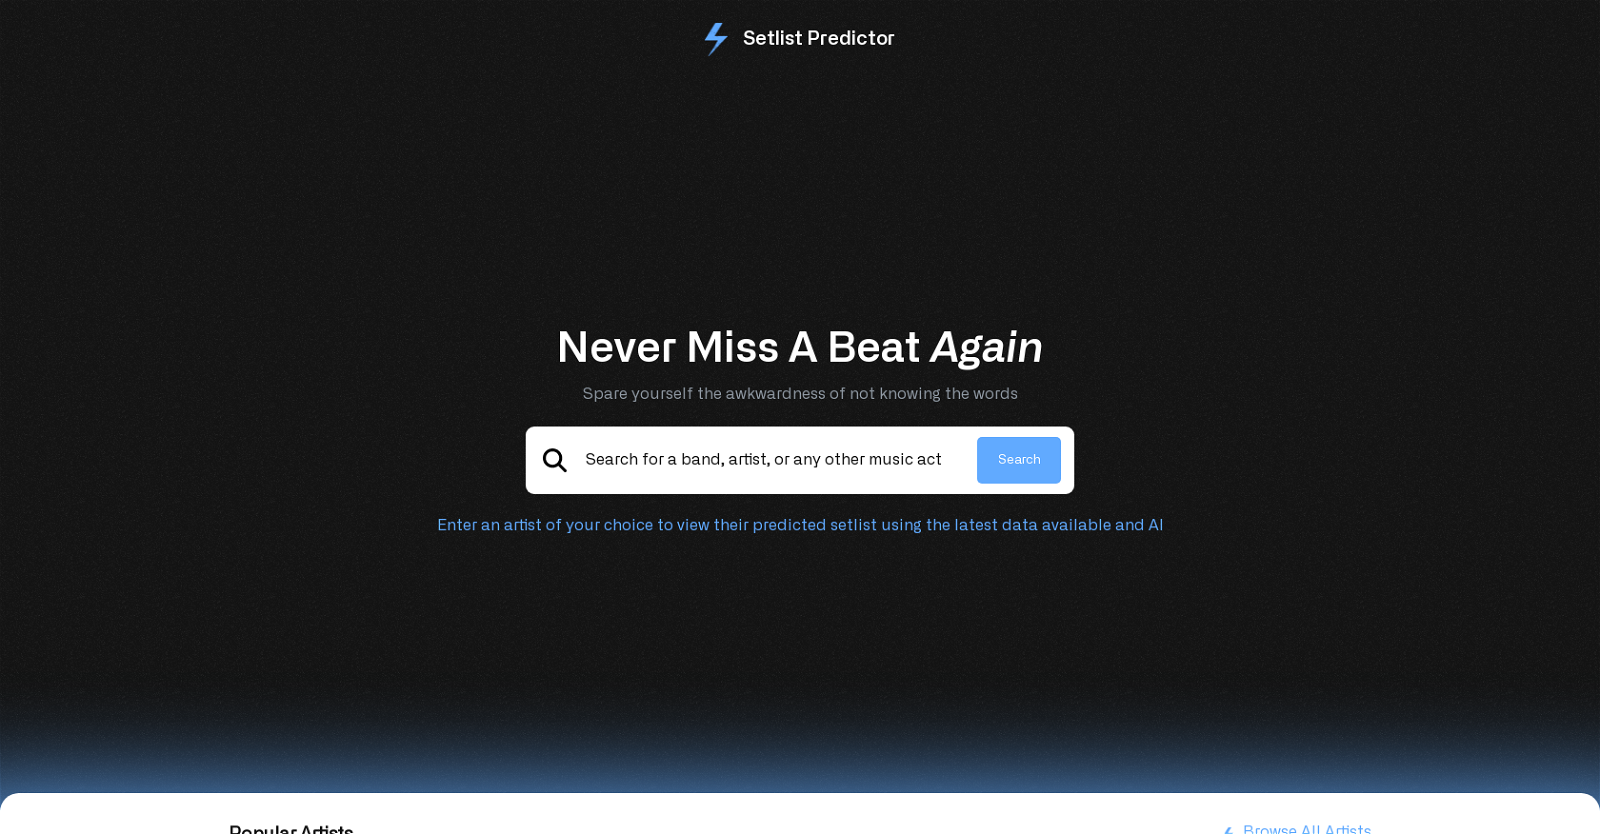 Setlist Predictor
Never Miss A Beat Again
Spare yourself the awkwardness of not knowing the words
Search for a band, artist, or any other music act
Search
Enter an artist of your choice to view their predicted setlist using the latest data available and AI
Popular Artists
Browse All Artists